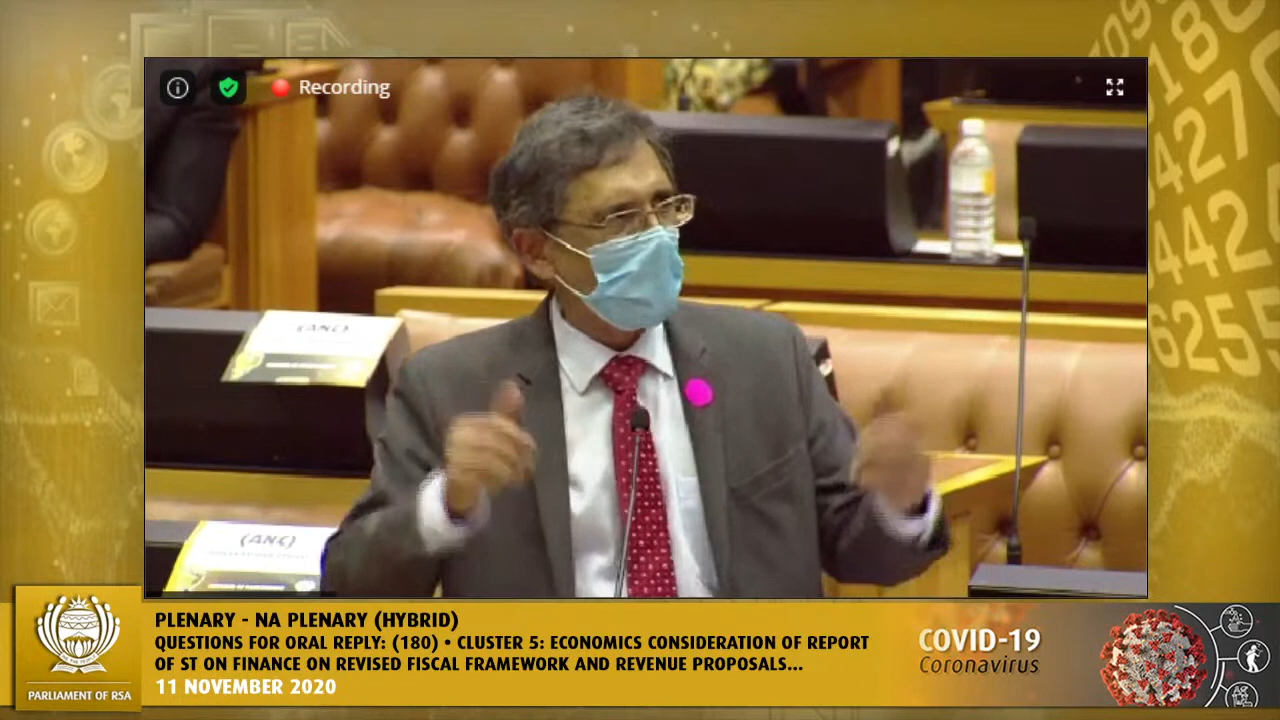 Recording
(ANC)
(ANC)
PLENARY - NA PLENARY (HYBRID)
QUESTIONS FOR ORAL REPLY: (180) • CLUSTER 5: ECONOMICS CONSIDERATION OF REPORT
OF ST ON FINANCE ON REVISED FISCAL FRAMEWORK AND REVENUE PROPOSALS...
11 NOVEMBER 2020
PARLIAMENT OF RSA
COVID-19
Coronavirus